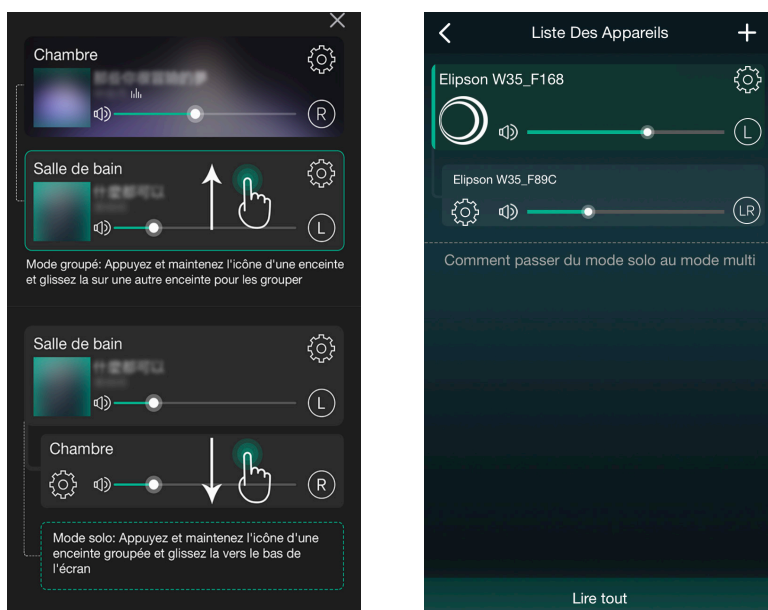 Chambre
R
Salle de bain
L
Mode groupé: Appuyez et maintenez l'icône d'une enceinte
et glissez la sur une autre enceinte pour les grouper
Salle de bain
L
Chambre
R
Mode solo: Appuyez et maintenez l'icône d'une
enceinte groupée et glissez la vers le bas de
l'écran
Liste Des Appareils
Elipson W35_F168
L
Elipson W35_F89C
LR
Comment passer du mode solo au mode multi
Lire tout